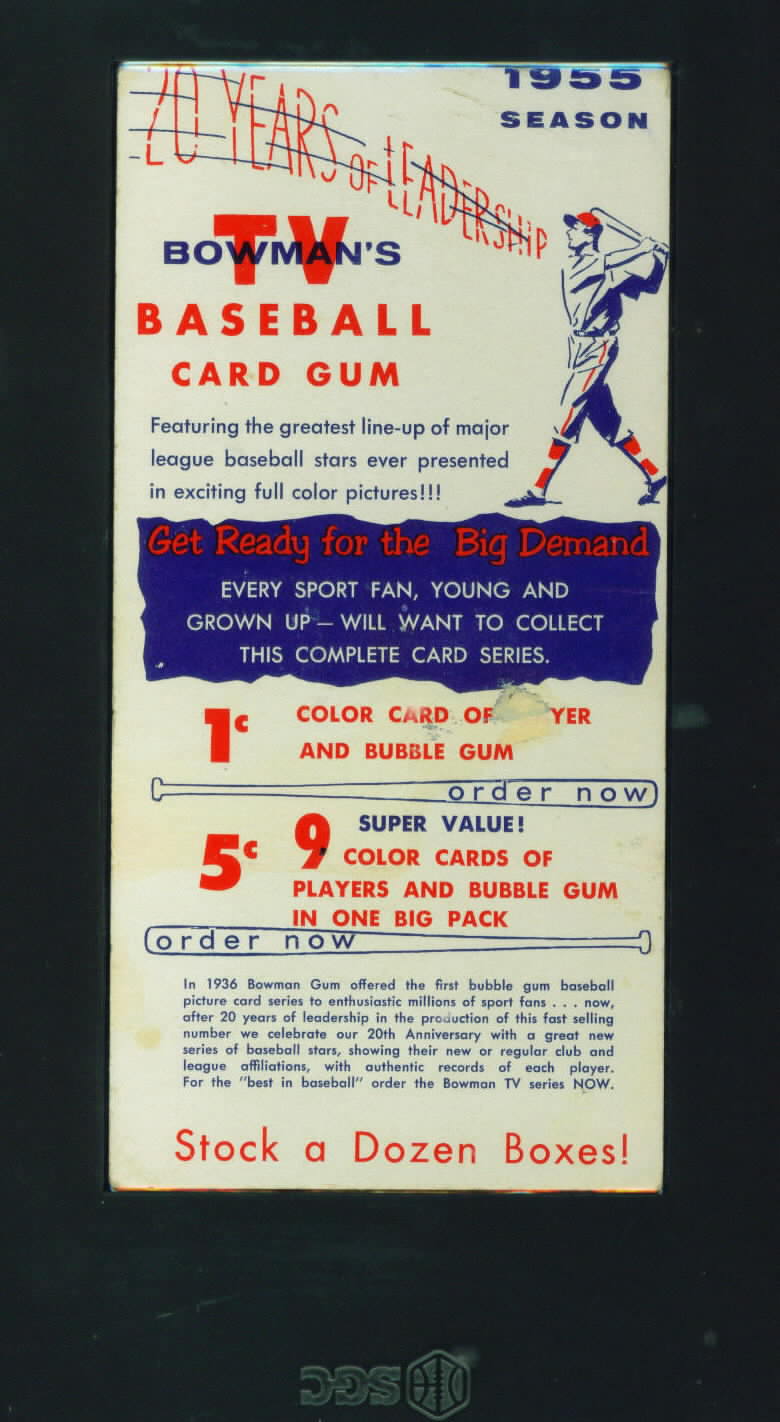 20 YEARS OF LEADERSHIP
1955
SEASON
TV
BOWMAN'S
BASEBALL
CARD GUM
Featuring the greatest line-up of major
league baseball stars ever presented
in exciting full color pictures!!!
Get Ready for the Big Demand
EVERY SPORT FAN, YOUNG AND
GROWN UP — WILL WANT TO COLLECT
THIS COMPLETE CARD SERIES.
1¢ COLOR CARD OF YER
AND BUBBLE GUM
order now
SUPER VALUE!
5¢ 9 COLOR CARDS OF
PLAYERS AND BUBBLE GUM
IN ONE BIG PACK
order now
In 1936 Bowman Gum offered the first bubble gum baseball
picture card series to enthusiastic millions of sport fans . . . now,
after 20 years of leadership in the production of this fast selling
number we celebrate our 20th Anniversary with a great new
series of baseball stars, showing their new or regular club and
league affiliations, with authentic records of each player.
For the "best in baseball" order the Bowman TV series NOW.
Stock a Dozen Boxes!
SGC